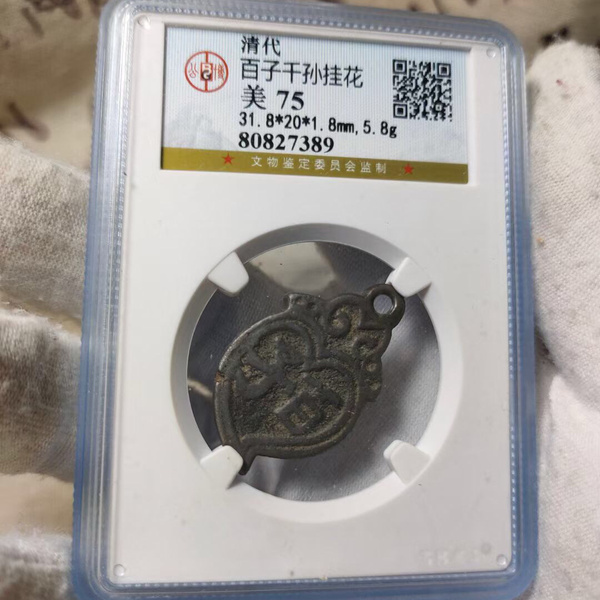 清代
百子千孙挂花
美 75
31.8*20*1.8mm,5.8g
80827389
文物鉴定委员会监制